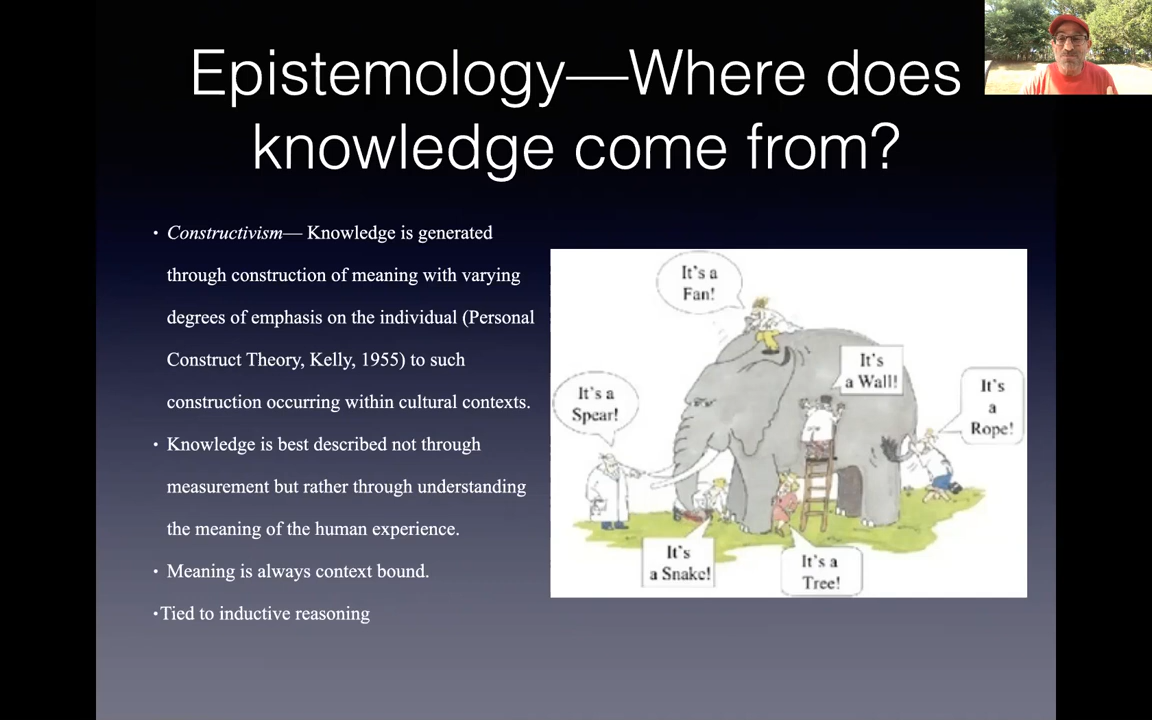 Epistemology—Where does
knowledge come from?
• Constructivism— Knowledge is generated
through construction of meaning with varying
degrees of emphasis on the individual (Personal
Construct Theory, Kelly, 1955) to such
construction occurring within cultural contexts.
• Knowledge is best described not through
measurement but rather through understanding
the meaning of the human experience.
• Meaning is always context bound.
•Tied to inductive reasoning
It's a
Fan!
It's
a Wall!
It's
a
Rope!
It's a
Spear!
It's
a Snake!
It's a
Tree!